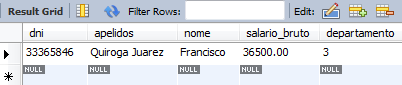 Result Grid Filter Rows: Edit:
dni apelidos nome salario_bruto departamento
33365846 Quiroga Juarez Francisco 36500.00 3
NULL NULL NULL NULL NULL